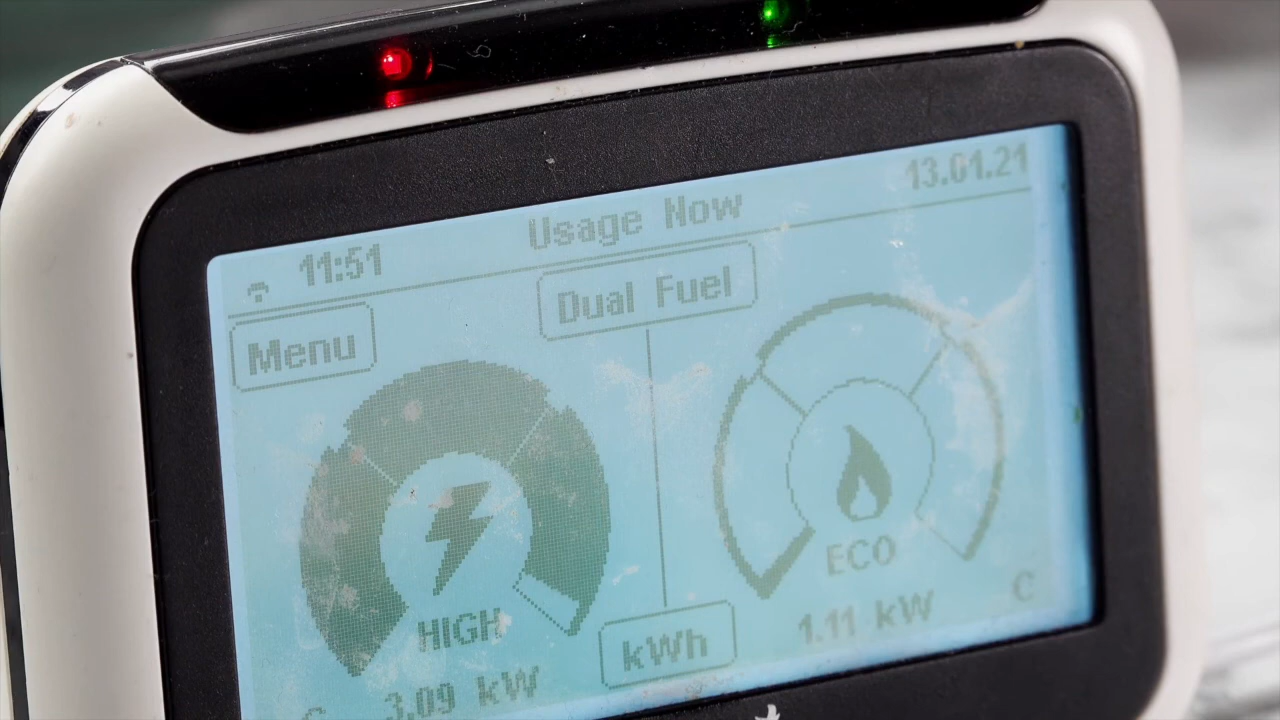 11:51 Usage Now 13.01.21
Menu Dual Fuel
HIGH ECO
3.09 kW kWh 1.11 kW C
C